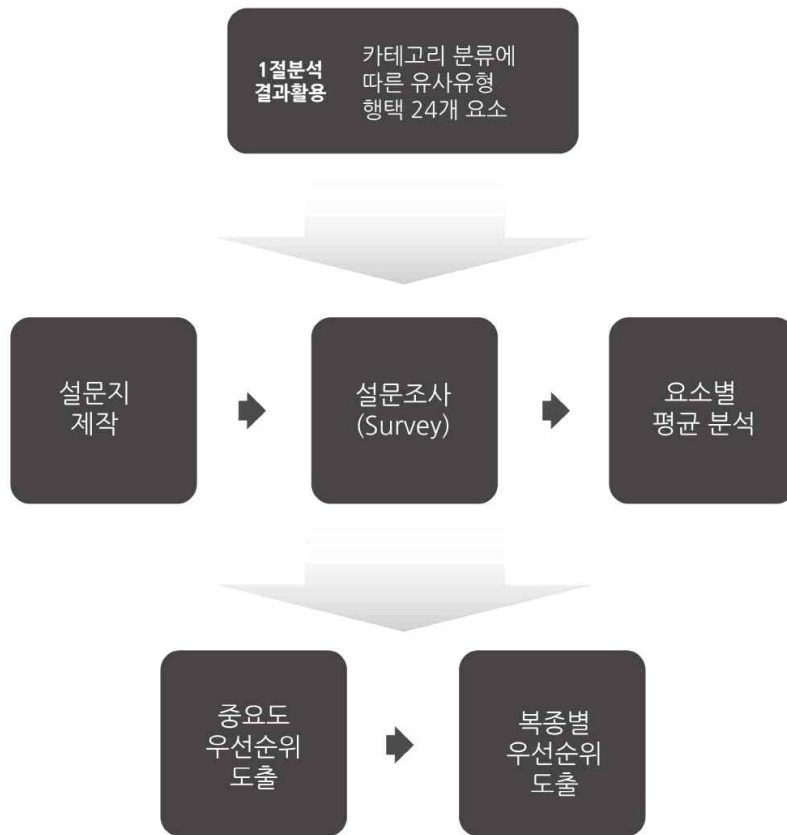 1절분석
결과활용
카테고리 분류에
따른 유사유형
행택 24개 요소
설문지
제작
설문조사
(Survey)
요소별
평균 분석
중요도
우선순위
도출
복종별
우선순위
도출